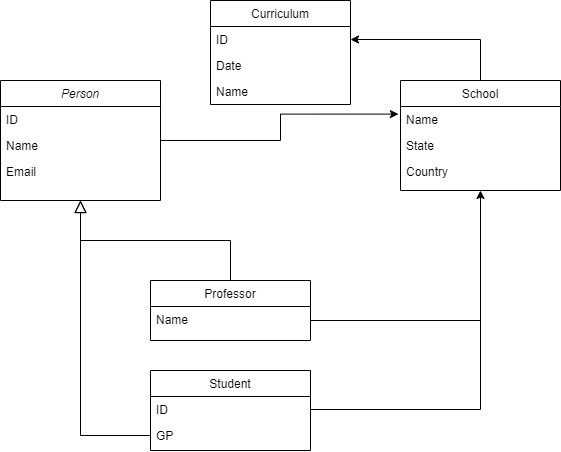 Curriculum
ID
Date
Name
Person
ID
Name
Email
School
Name
State
Country
Professor
Name
Student
ID
GP